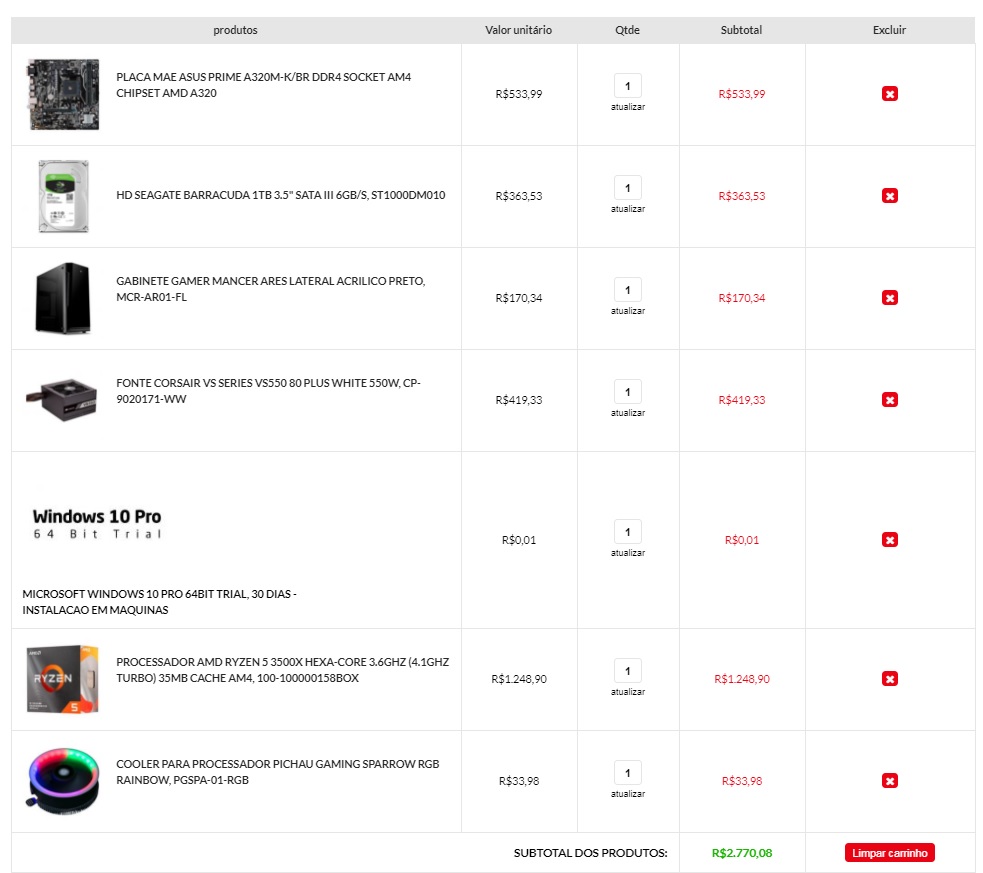 produtos Valor unitário Qtde Subtotal Excluir
PLACA MAE ASUS PRIME A320M-K/BR DDR4 SOCKET AM4
CHIPSET AMD A320
R$533,99 1 R$533,99
atualizar
HD SEAGATE BARRACUDA 1TB 3.5" SATA III 6GB/S, ST1000DM010 R$363,53 1 R$363,53
atualizar
GABINETE GAMER MANCER ARES LATERAL ACRILICO PRETO,
MCR-AR01-FL
R$170,34 1 R$170,34
atualizar
FONTE CORSAIR VS SERIES VS550 80 PLUS WHITE 550W, CP-
9020171-WW
R$419,33 1 R$419,33
atualizar
Windows 10 Pro
64 Bit Trial
R$0,01 1 R$0,01
atualizar
MICROSOFT WINDOWS 10 PRO 64BIT TRIAL, 30 DIAS -
INSTALACAO EM MAQUINAS
RYZEN
5
PROCESSADOR AMD RYZEN 5 3500X HEXA-CORE 3.6GHZ (4.1GHZ
TURBO) 35MB CACHE AM4, 100-100000158BOX
R$1.248,90 1 R$1.248,90
atualizar
COOLER PARA PROCESSADOR PICHAU GAMING SPARROW RGB
RAINBOW, PGSPA-01-RGB
R$33,98 1 R$33,98
atualizar
SUBTOTAL DOS PRODUTOS: R$2.770,08 Limpar carrinho